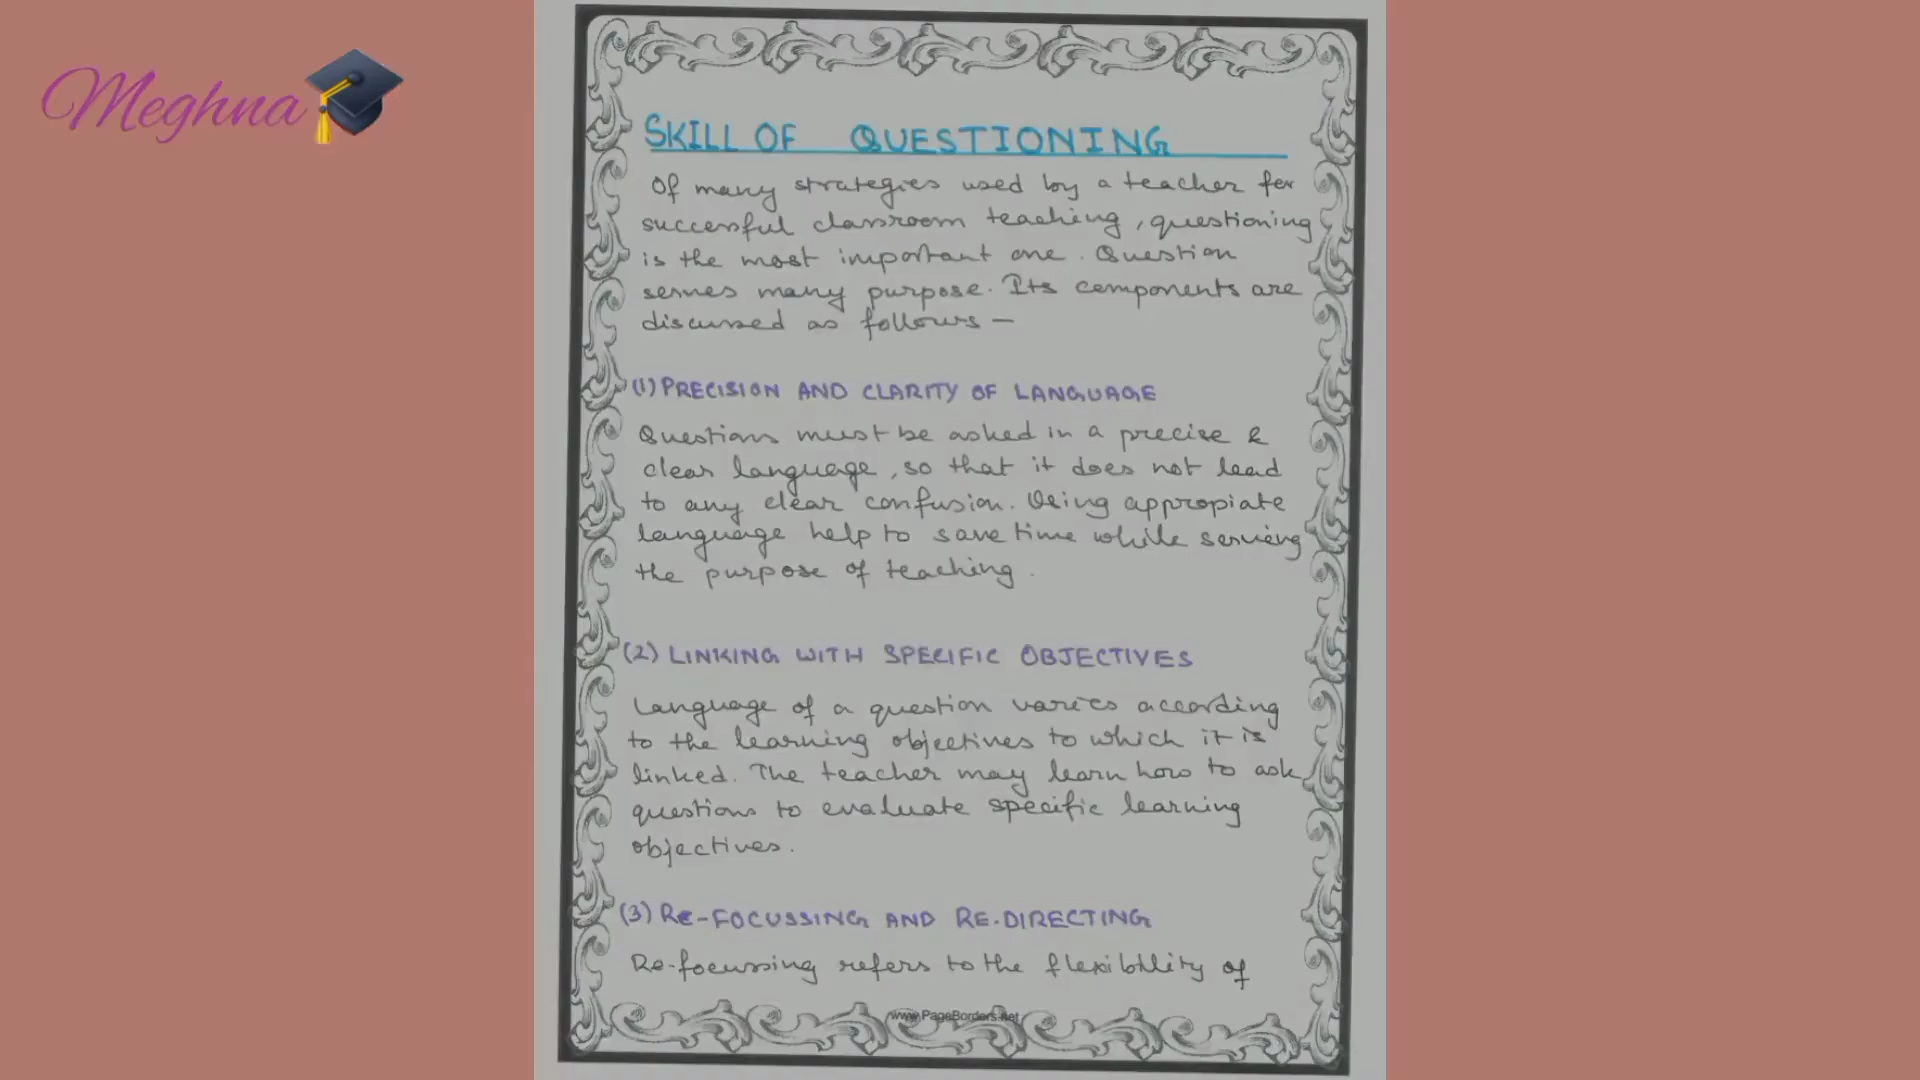 Meghna
SKILL OF QUESTIONING
Of many strategies used by a teacher for
successful classroom teaching, questioning
is the most important one. Question
serves many purpose. Its components are
discussed as follows —
(1) PRECISION AND CLARITY OF LANGUAGE
Questions must be asked in a precise &
clear language, so that it does not lead
to any clear confusion. Using appropiate
language help to save time while serving
the purpose of teaching.
(2) LINKING WITH SPECIFIC OBJECTIVES
Language of a question varies according
to the learning objectives to which it is
linked. The teacher may learn how to ask
questions to evaluate specific learning
objectives.
(3) Re-FOCUSSING AND RE-DIRECTING
Re-focussing refers to the flexibility of
www.PageBorders.net